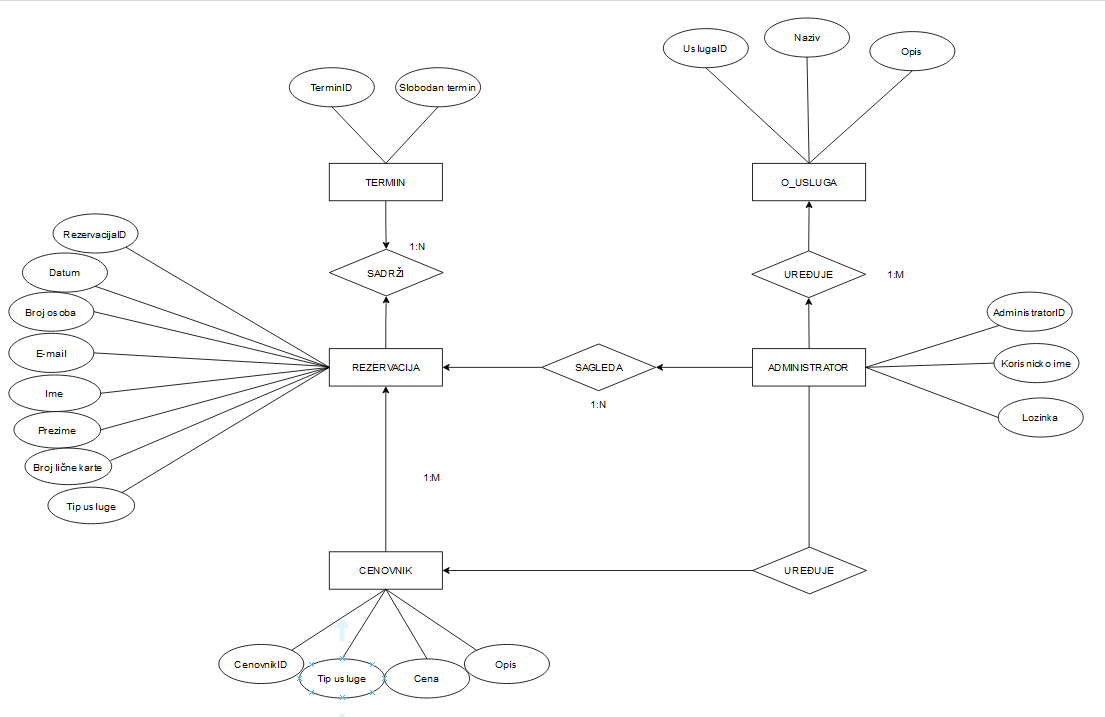 UslugaID
Naziv
Opis
TerminID
Slobodan termin
TERMIIN
O_USLUGA
RezervacijaID
1:N
SADRŽI
UREĐUJE
1:M
Datum
Broj osoba
AdministratorID
E-mail
REZERVACIJA
SAGLEDA
ADMINISTRATOR
Korisnicko ime
Ime
1:N
Lozinka
Prezime
Broj lične karte
1:M
Tip usluge
CENOVNIK
UREĐUJE
CenovnikID
Tip usluge
Cena
Opis